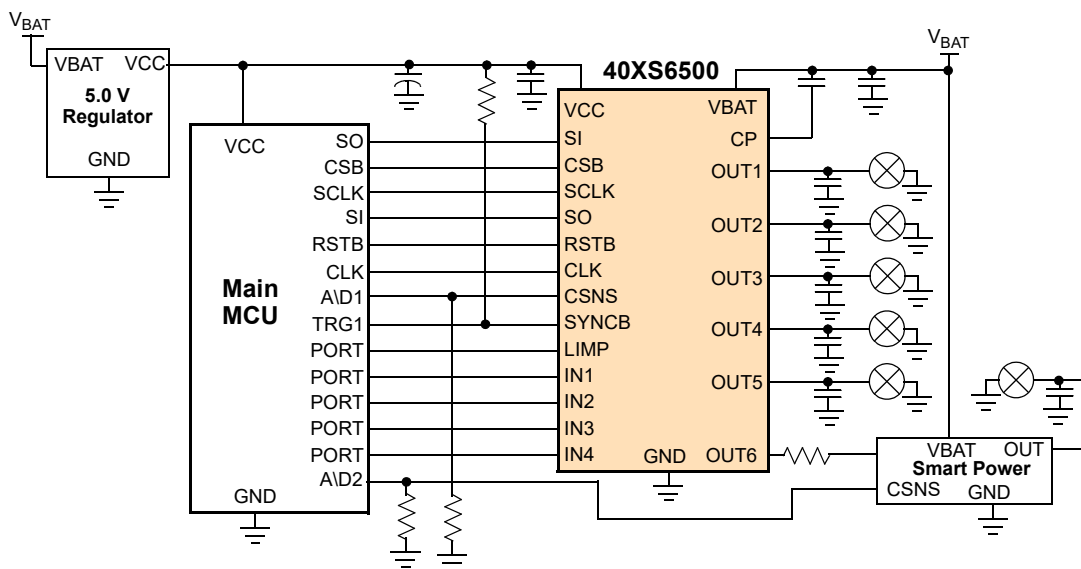 VBAT
VBAT VCC
5.0 V
Regulator
GND
VCC
SO
CSB
SCLK
SI
RSTB
CLK
A\D1
TRG1
PORT
PORT
PORT
PORT
PORT
A\D2
Main
MCU
GND
40XS6500
VCC
SI
CSB
SCLK
SO
RSTB
CLK
CSNS
SYNCB
LIMP
IN1
IN2
IN3
IN4
VBAT
CP
OUT1
OUT2
OUT3
OUT4
OUT5
GND OUT6
VBAT
VBAT OUT
Smart Power
CSNS GND